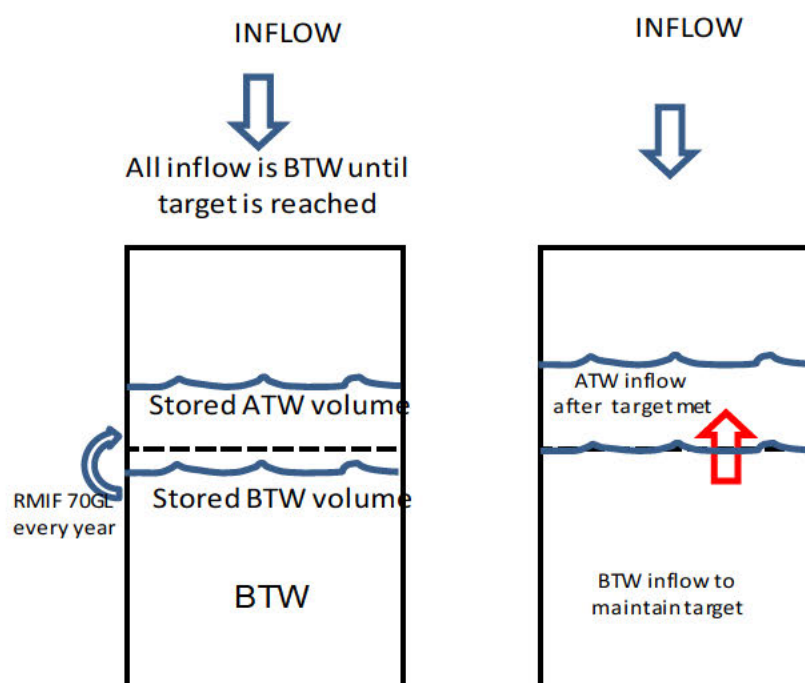 INFLOW
All inflow is BTW until
target is reached
Stored ATW volume
RMIF 70GL
every year
Stored BTW volume
BTW
INFLOW
ATW inflow
after target met
BTW inflow to
maintain target